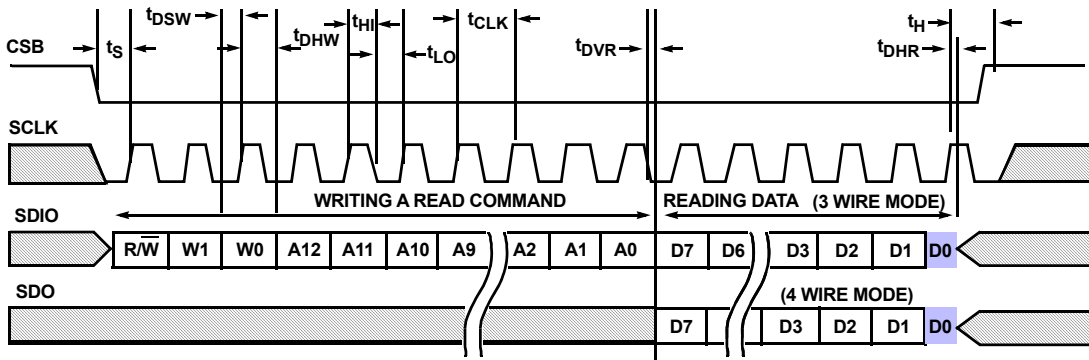 tDSW tHI tCLK tH
CSB tS tDHW tLO tDVR tDHR
SCLK
WRITING A READ COMMAND READING DATA (3 WIRE MODE)
SDIO
R/W W1 W0 A12 A11 A10 A9 A2 A1 A0 D7 D6 D3 D2 D1 D0
SDO (4 WIRE MODE)
D7 D3 D2 D1 D0